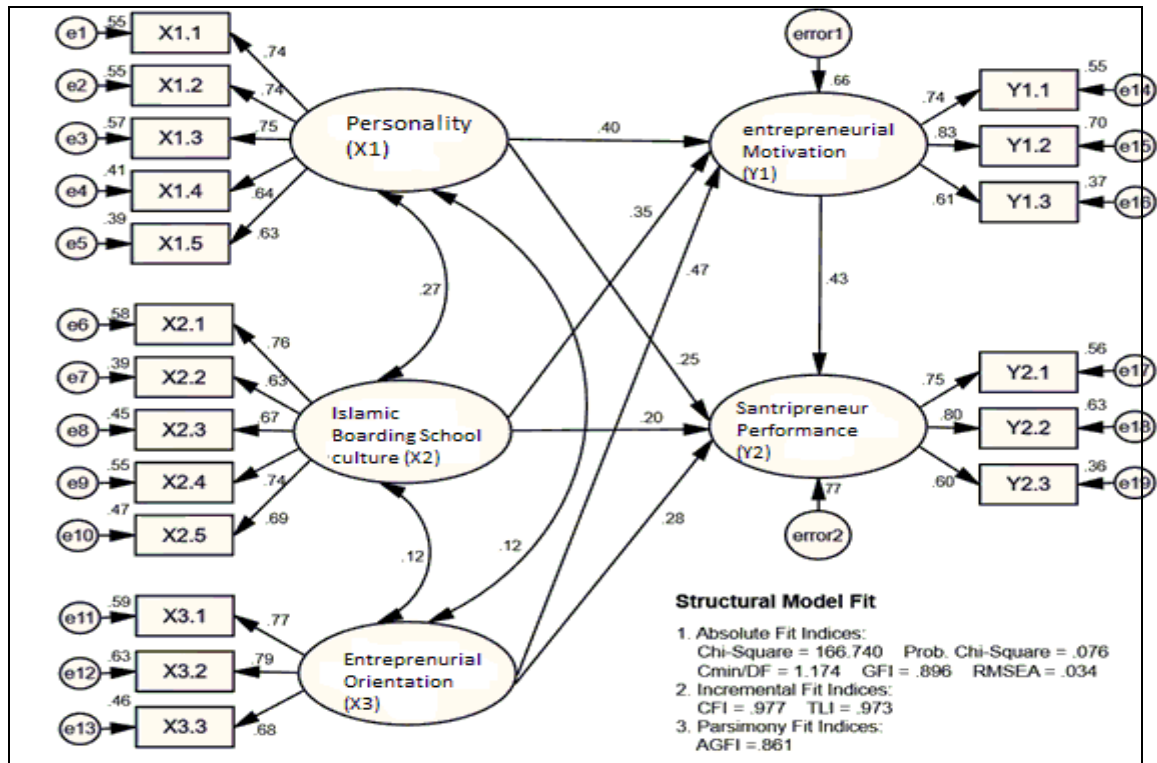 e1 .55 X1.1 .74
e2 .55 X1.2 .74
e3 .57 X1.3 .75
e4 .41 X1.4 .64
e5 .39 X1.5 .63
Personality
(X1)
e6 .58 X2.1 .76
e7 .39 X2.2 .63
e8 .45 X2.3 .67
e9 .55 X2.4 .74
e10 .47 X2.5 .69
Islamic
Boarding School
culture (X2)
e11 .59 X3.1 .77
e12 .63 X3.2 .79
e13 .46 X3.3 .68
Entreprenurial
Orientation
(X3)
.27
.12
.12
.40
.35
.47
.25
.20
.28
.43
error1
.66
entrepreneurial
Motivation
(Y1)
.74 Y1.1 .55 e14
.83 Y1.2 .70 e15
.61 Y1.3 .37 e16
Santripreneur
Performance
(Y2)
.77
error2
.75 Y2.1 .56 e17
.80 Y2.2 .63 e18
.60 Y2.3 .36 e19
Structural Model Fit
1. Absolute Fit Indices:
Chi-Square = 166.740 Prob. Chi-Square = .076
Cmin/DF = 1.174 GFI = .896 RMSEA = .034
2. Incremental Fit Indices:
CFI = .977 TLI = .973
3. Parsimony Fit Indices:
AGFI =.861